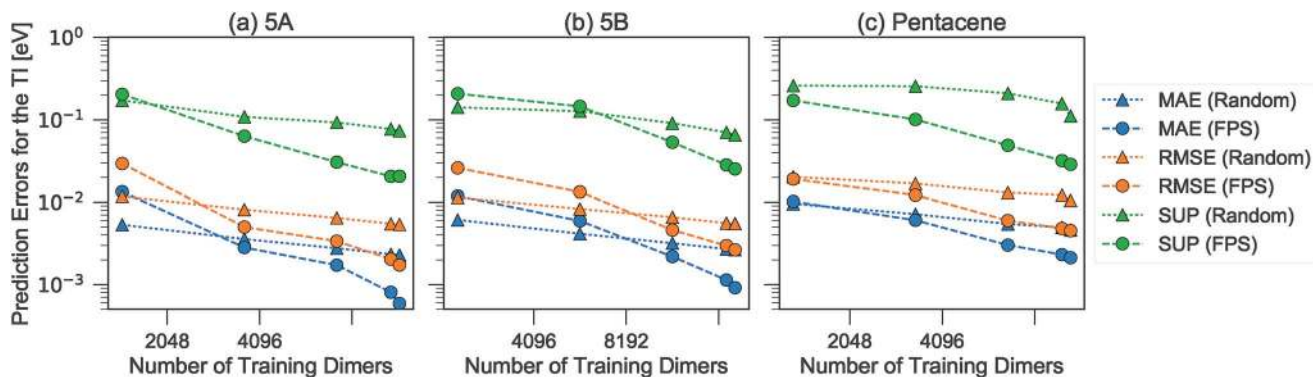 (a) 5A
(b) 5B
(c) Pentacene
Prediction Errors for the TI [eV]
10⁰
10⁻¹
10⁻²
10⁻³
2048 4096
4096 8192
2048 4096
Number of Training Dimers
Number of Training Dimers
Number of Training Dimers
MAE (Random)
MAE (FPS)
RMSE (Random)
RMSE (FPS)
SUP (Random)
SUP (FPS)